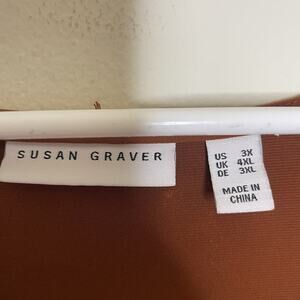 SUSAN GRAVER
US 3X
UK 4XL
DE 3XL
MADE IN
CHINA